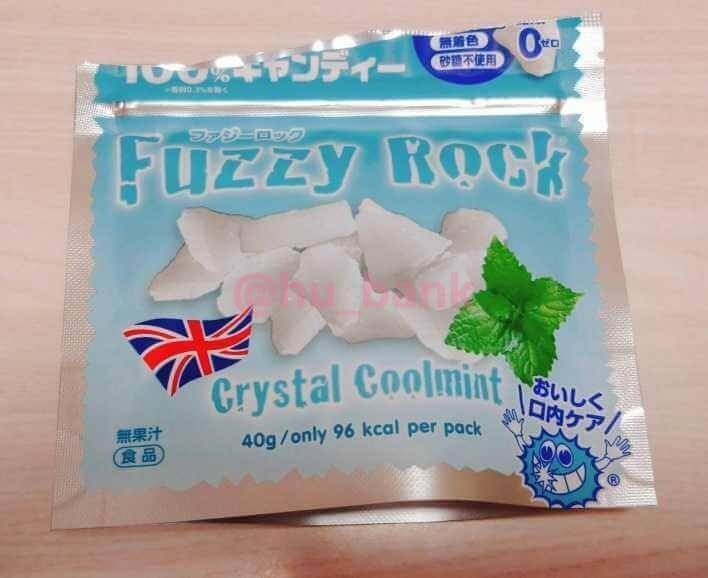 無着色
砂糖不使用
0ゼロ
100%キャンディー
ファジーロック
Fuzzy Rock
@hu_bank
Crystal Coolmint
40g/only 96 kcal per pack
無果汁
食品
おいしく
口内ケア
®